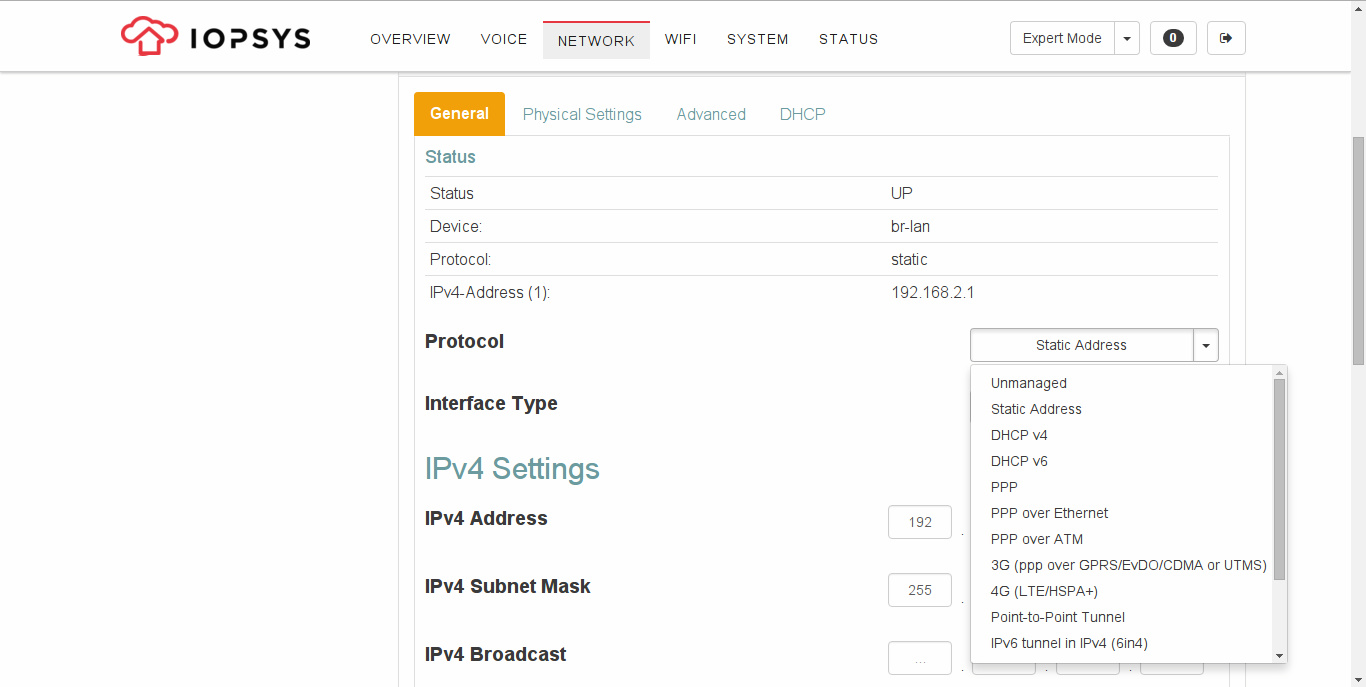 IOPSYS OVERVIEW VOICE NETWORK WIFI SYSTEM STATUS Expert Mode 0
General Physical Settings Advanced DHCP
Status
Status UP
Device: br-lan
Protocol: static
IPv4-Address (1): 192.168.2.1
Protocol Static Address
Unmanaged
Interface Type
Static Address
DHCP v4
DHCP v6
IPv4 Settings
PPP
PPP over Ethernet
IPv4 Address 192 .
PPP over ATM
3G (ppp over GPRS/EvDO/CDMA or UTMS)
4G (LTE/HSPA+)
IPv4 Subnet Mask 255 .
Point-to-Point Tunnel
IPv6 tunnel in IPv4 (6in4)
IPv4 Broadcast ... . . .